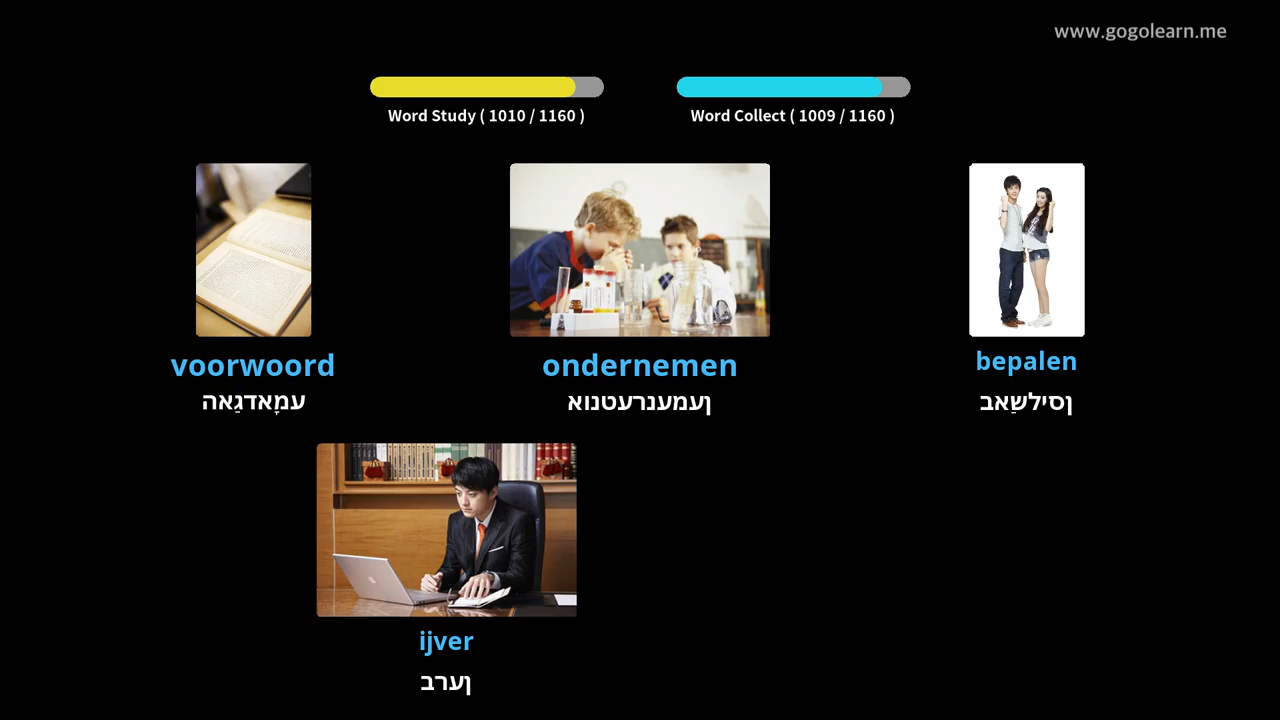 www.gogolearn.me
Word Study ( 1010 / 1160 )
Word Collect ( 1009 / 1160 )
voorwoord
עמָאדגַאה
ondernemen
ןעמענרעטנוא
bepalen
ןסילשַאב
ijver
ןערב